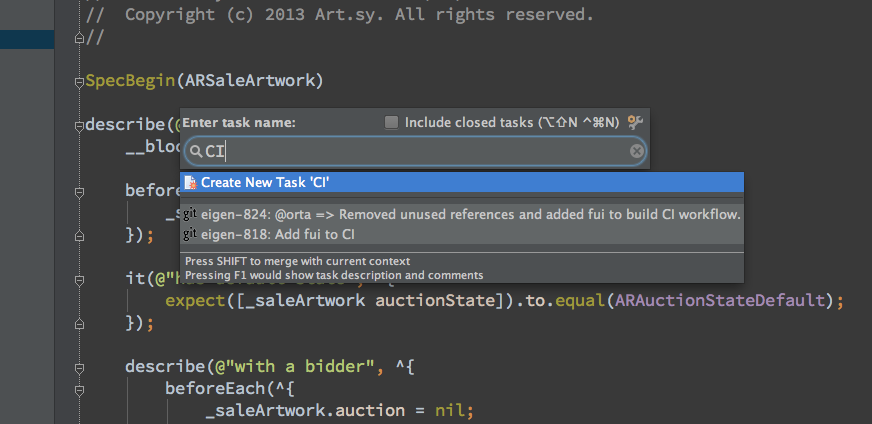 // Copyright (c) 2013 Art.sy. All rights reserved.
//
SpecBegin(ARSaleArtwork)
describe(@
__bloc
Enter task name: Include closed tasks (⌥⇧N ^⌘N)
CI
Create New Task 'CI'
git eigen-824: @orta => Removed unused references and added fui to build CI workflow.
git eigen-818: Add fui to CI
Press SHIFT to merge with current context
Pressing F1 would show task description and comments
before
_s
});
it(@"
expect([_saleArtwork auctionState]).to.equal(ARAuctionStateDefault);
});
describe(@"with a bidder", ^{
beforeEach(^{
_saleArtwork.auction = nil;